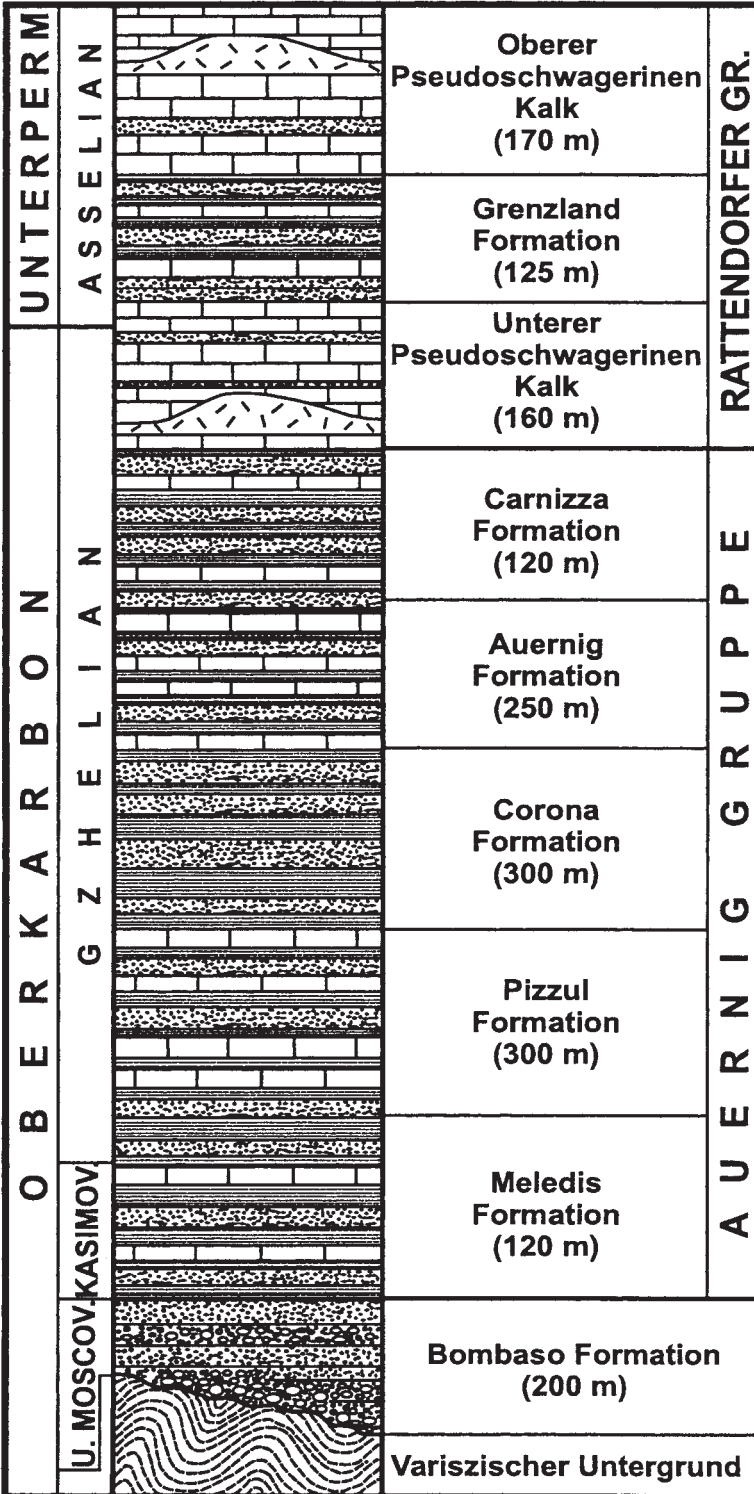 UNTERPERM
OBERKARBON
ASSELIAN
GZHELIAN
KASIMOV.
U. MOSCOV.
Oberer
Pseudoschwagerinen
Kalk
(170 m)
Grenzland
Formation
(125 m)
Unterer
Pseudoschwagerinen
Kalk
(160 m)
Carnizza
Formation
(120 m)
Auernig
Formation
(250 m)
Corona
Formation
(300 m)
Pizzul
Formation
(300 m)
Meledis
Formation
(120 m)
Bombaso Formation
(200 m)
Variszischer Untergrund
RATTENDORFER GR.
AUERNIG GRUPPE